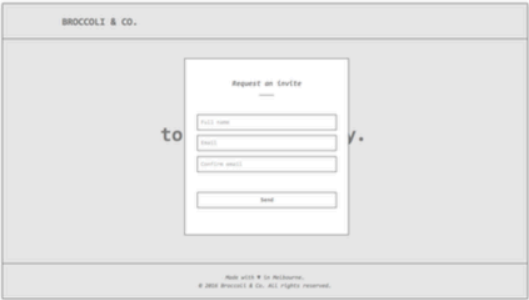 BROCCOLI & CO.
Request an invite
to
y.
Full name
Email
Confirm email
Send
Made with ♥ in Melbourne.
© 2016 Broccoli & Co. All rights reserved.